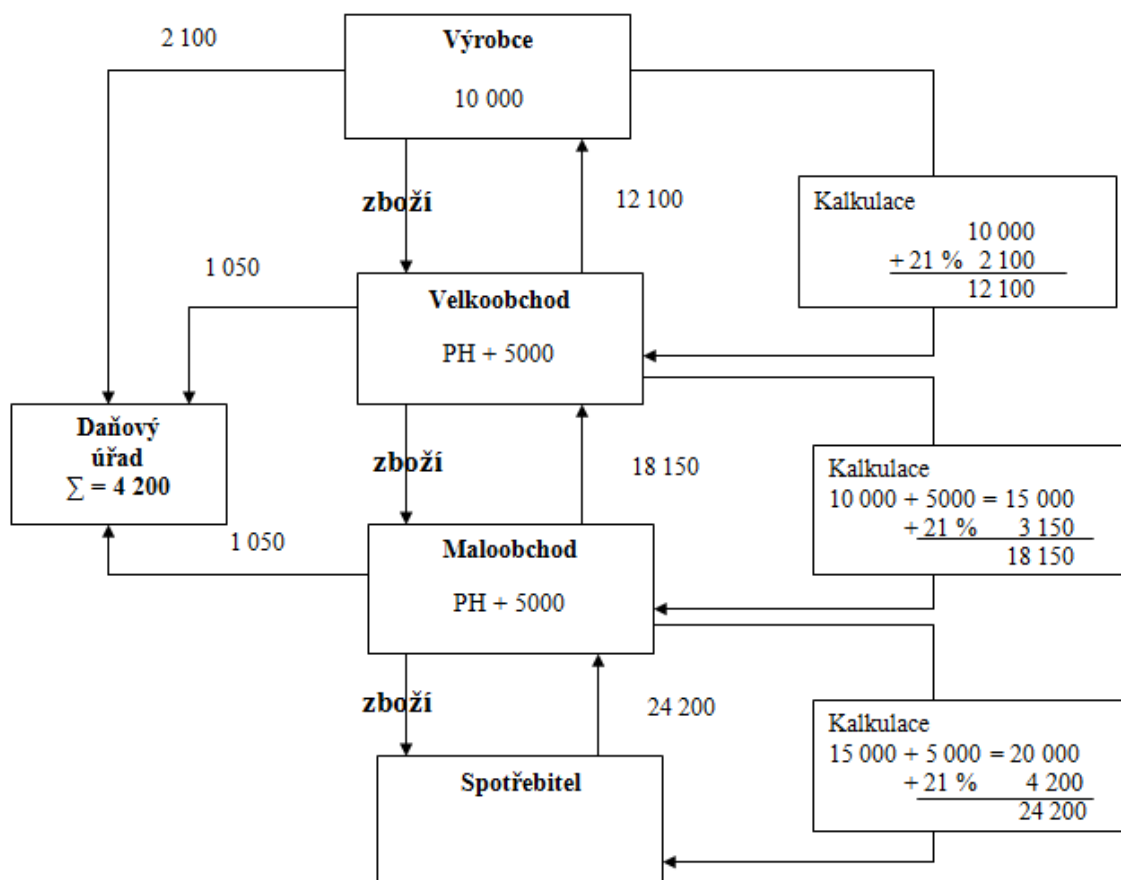 2 100
Výrobce
10 000
zboží
12 100
Kalkulace
10 000
+ 21 % 2 100
12 100
1 050
Velkoobchod
PH + 5000
Daňový
úřad
∑ = 4 200
zboží
18 150
Kalkulace
10 000 + 5000 = 15 000
+ 21 % 3 150
18 150
1 050
Maloobchod
PH + 5000
zboží
24 200
Kalkulace
15 000 + 5 000 = 20 000
+ 21 % 4 200
24 200
Spotřebitel